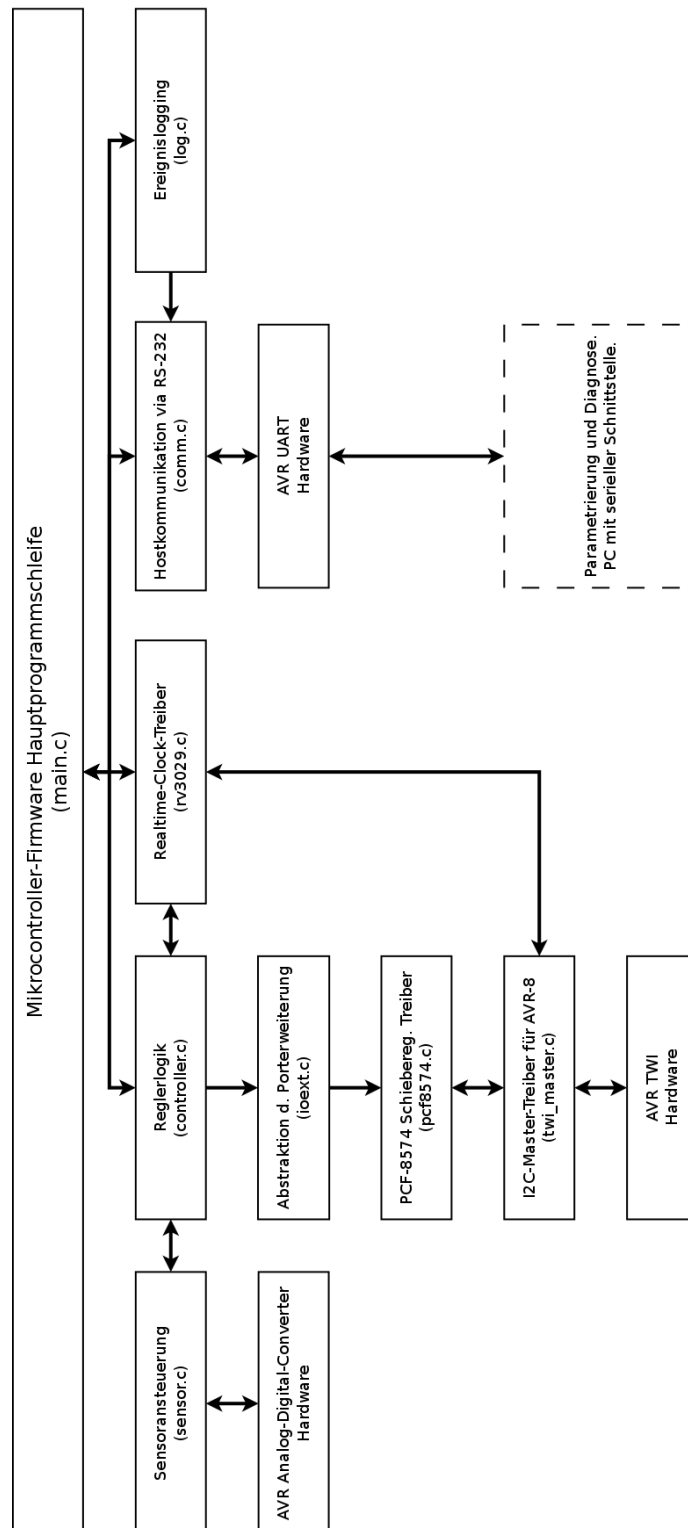 Mikrocontroller-Firmware Hauptprogrammschleife
(main.c)
Sensoransteuerung
(sensor.c)
Reglerlogik
(controller.c)
Realtime-Clock-Treiber
(rv3029.c)
Hostkommunikation via RS-232
(comm.c)
Ereignislogging
(log.c)
AVR Analog-Digital-Converter
Hardware
Abstraktion d. Porterweiterung
(ioext.c)
AVR UART
Hardware
PCF-8574 Schiebereg. Treiber
(pcf8574.c)
I2C-Master-Treiber für AVR-8
(twi_master.c)
Parametrierung und Diagnose.
PC mit serieller Schnittstelle.
AVR TWI
Hardware